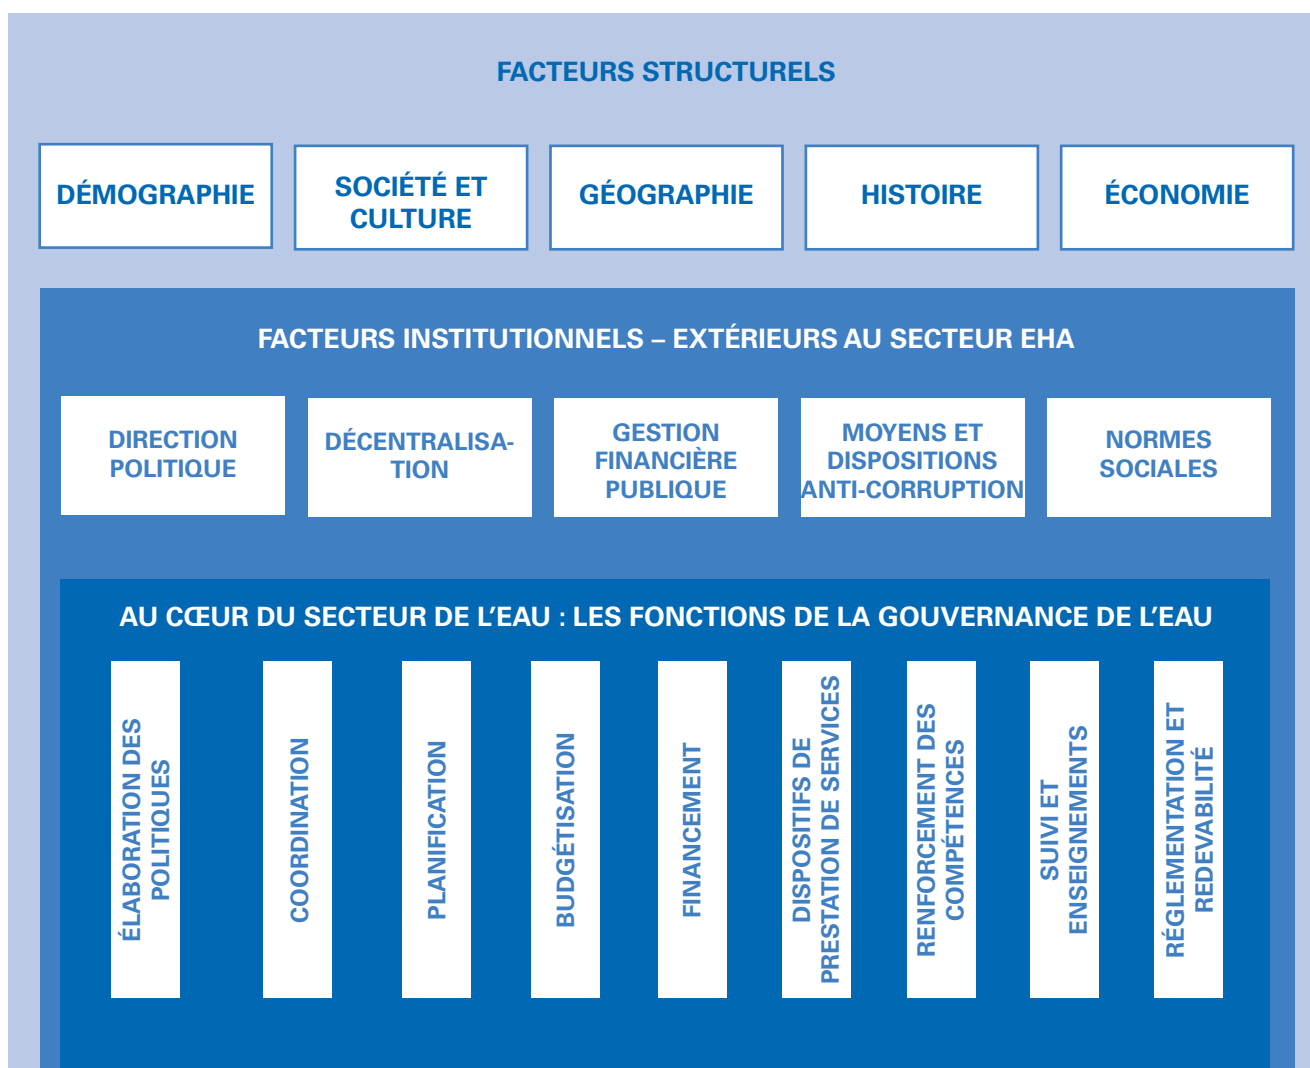 FACTEURS STRUCTURELS
DÉMOGRAPHIE
SOCIÉTÉ ET
CULTURE
GÉOGRAPHIE
HISTOIRE
ÉCONOMIE
FACTEURS INSTITUTIONNELS – EXTÉRIEURS AU SECTEUR EHA
DIRECTION
POLITIQUE
DÉCENTRALISA-
TION
GESTION
FINANCIÈRE
PUBLIQUE
MOYENS ET
DISPOSITIONS
ANTI-CORRUPTION
NORMES
SOCIALES
AU CŒUR DU SECTEUR DE L’EAU : LES FONCTIONS DE LA GOUVERNANCE DE L’EAU
ÉLABORATION DES
POLITIQUES
COORDINATION
PLANIFICATION
BUDGÉTISATION
FINANCEMENT
DISPOSITIFS DE
PRESTATION DE SERVICES
RENFORCEMENT DES
COMPÉTENCES
SUIVI ET
ENSEIGNEMENTS
RÉGLEMENTATION ET
REDEVABILITÉ